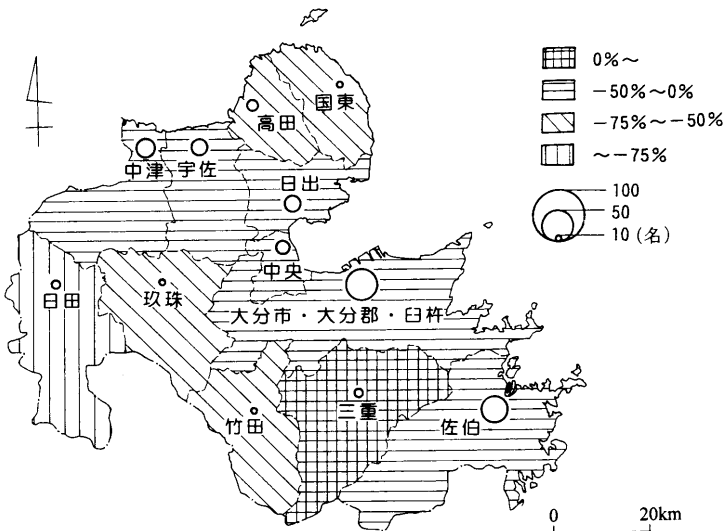 0%～
-50%～0%
-75%～-50%
～-75%
100
50
10(名)
国東
高田
中津
宇佐
日出
中央
日田
玖珠
大分市・大分郡・臼杵
竹田
三重
佐伯
0 20km